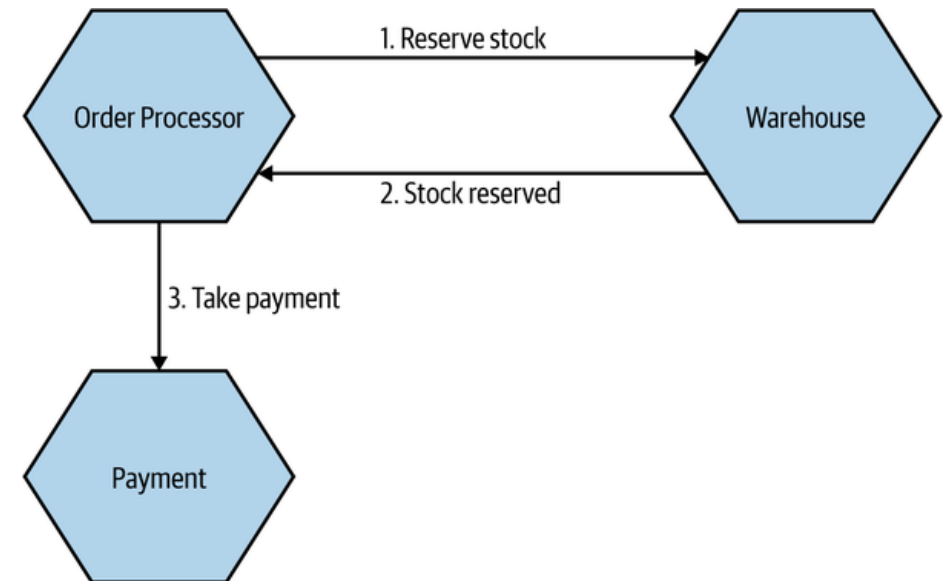 1. Reserve stock
Order Processor
Warehouse
2. Stock reserved
3. Take payment
Payment